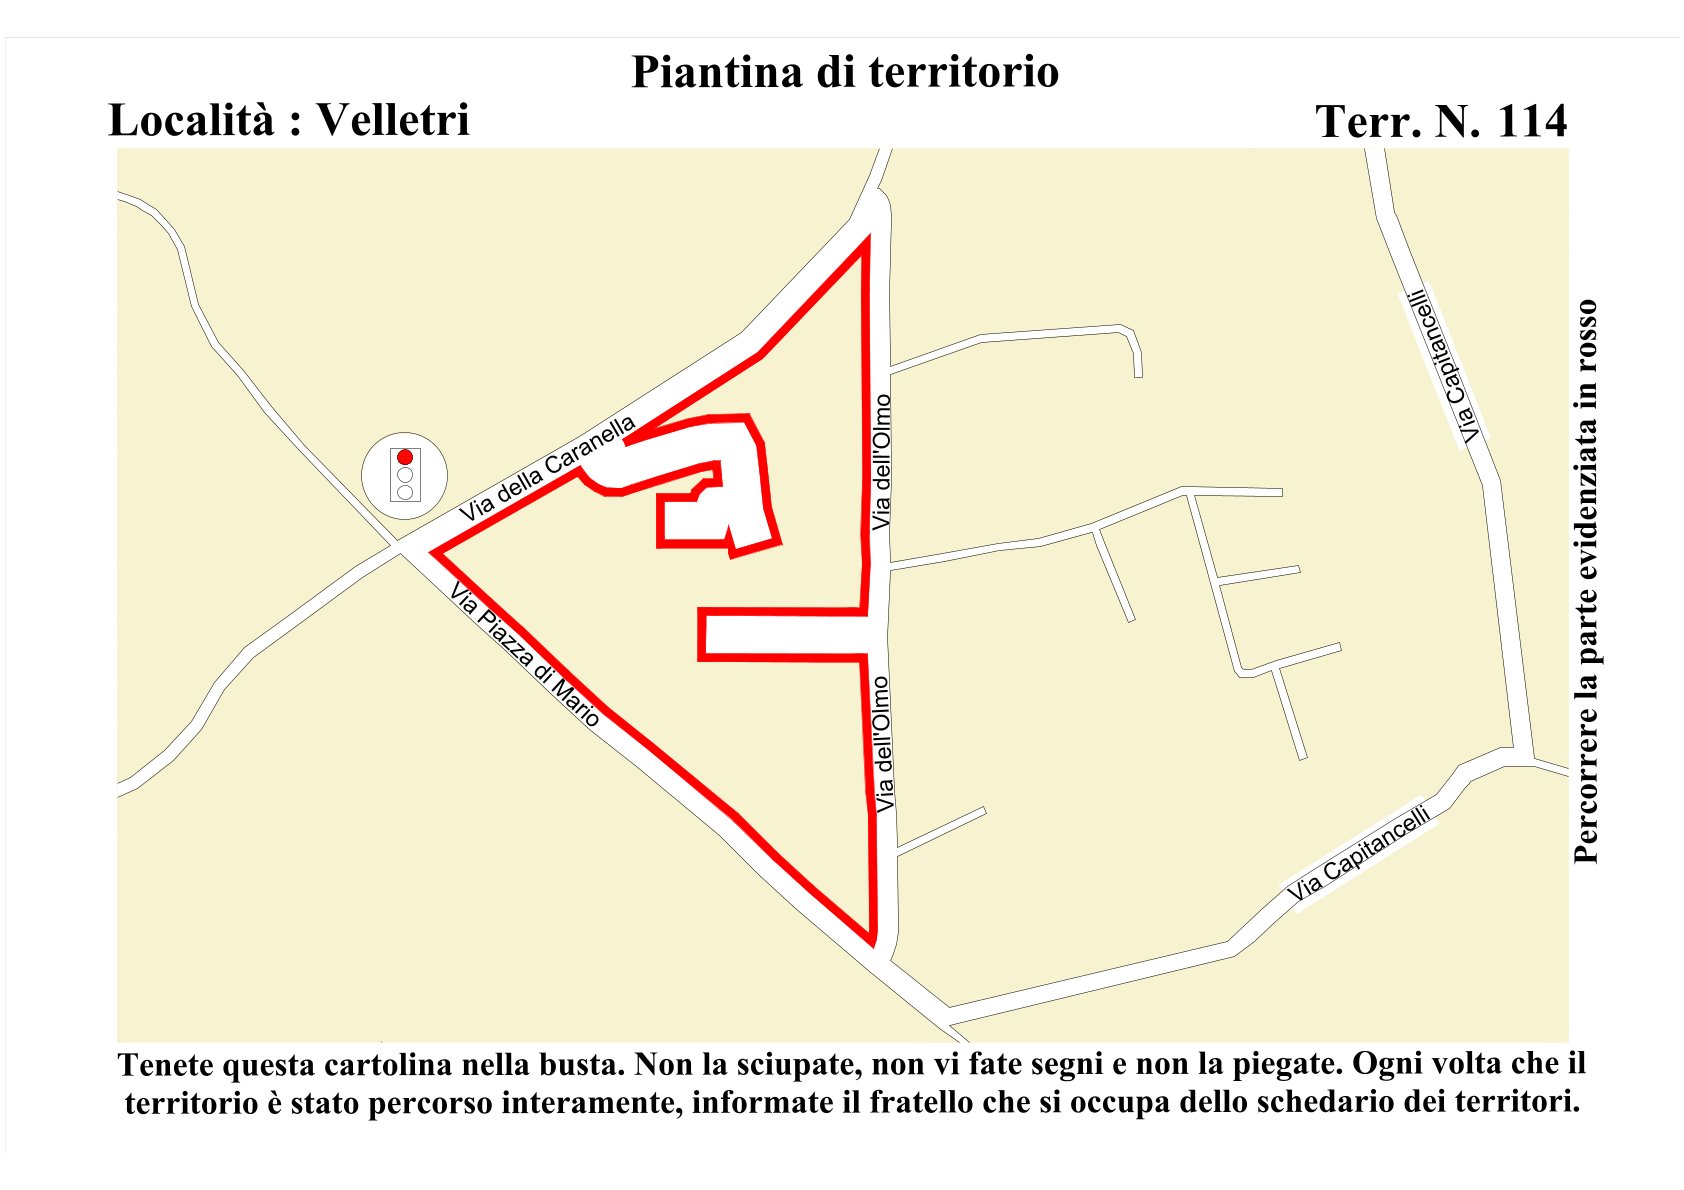 Piantina di territorio
Località : Velletri
Terr. N. 114
Via Capitancelli
Percorrere la parte evidenziata in rosso
Via dell'Olmo
Via della Caranella
Via Piazza di Mario
Via dell'Olmo
Via Capitancelli
Tenete questa cartolina nella busta. Non la sciupate, non vi fate segni e non la piegate. Ogni volta che il
territorio è stato percorso interamente, informate il fratello che si occupa dello schedario dei territori.